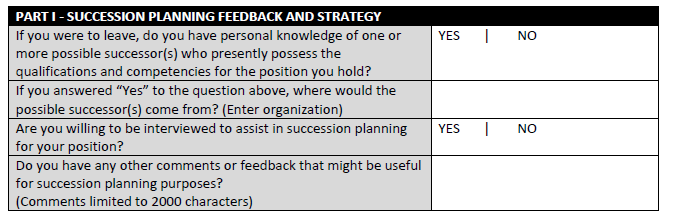 PART I - SUCCESSION PLANNING FEEDBACK AND STRATEGY
If you were to leave, do you have personal knowledge of one or YES | NO
more possible successor(s) who presently possess the
qualifications and competencies for the position you hold?
If you answered “Yes” to the question above, where would the
possible successor(s) come from? (Enter organization)
Are you willing to be interviewed to assist in succession planning YES | NO
for your position?
Do you have any other comments or feedback that might be useful
for succession planning purposes?
(Comments limited to 2000 characters)